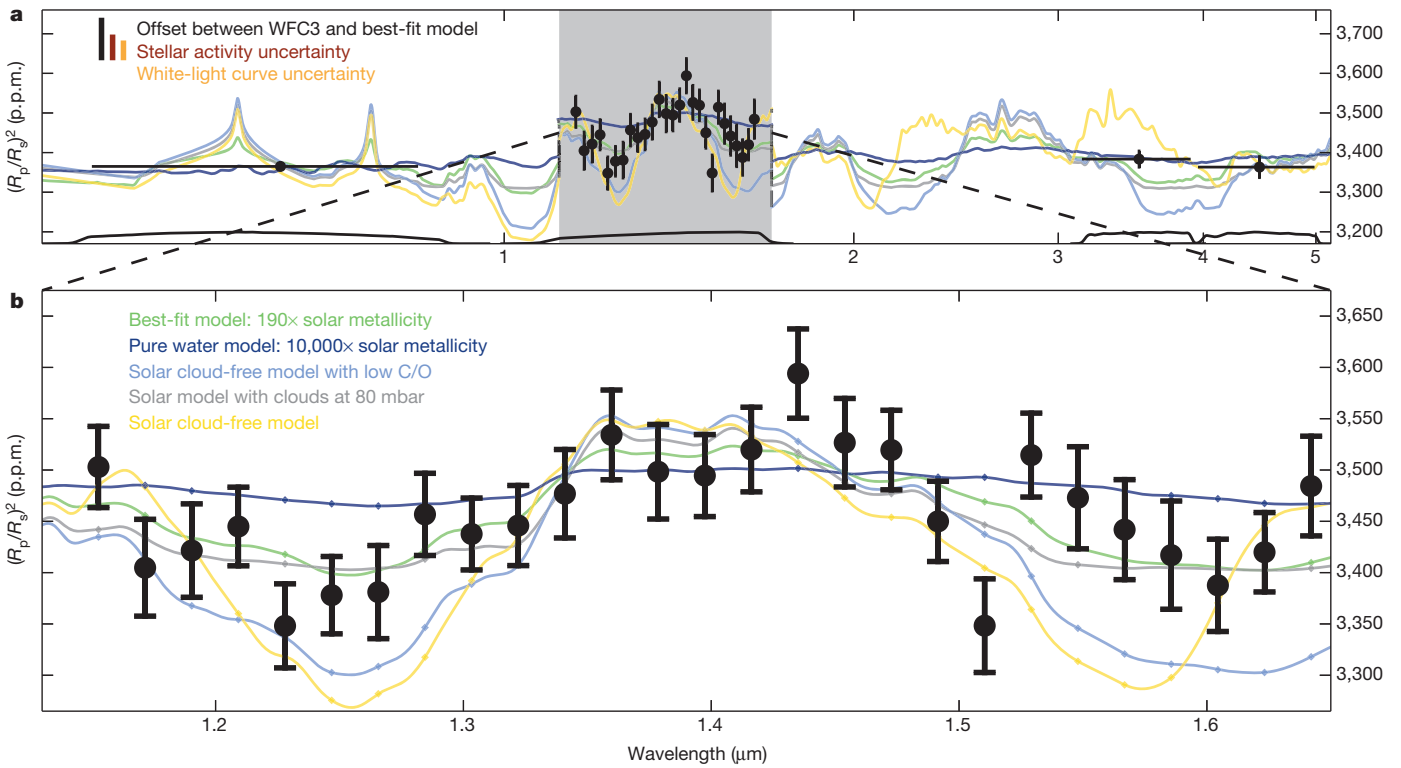 a
Offset between WFC3 and best-fit model
Stellar activity uncertainty
White-light curve uncertainty
(Rp/Rs)² (p.p.m.)
3,700
3,600
3,500
3,400
3,300
3,200
1 2 3 4 5
b
Best-fit model: 190× solar metallicity
Pure water model: 10,000× solar metallicity
Solar cloud-free model with low C/O
Solar model with clouds at 80 mbar
Solar cloud-free model
(Rp/Rs)² (p.p.m.)
3,650
3,600
3,550
3,500
3,450
3,400
3,350
3,300
1.2 1.3 1.4 1.5 1.6
Wavelength (μm)